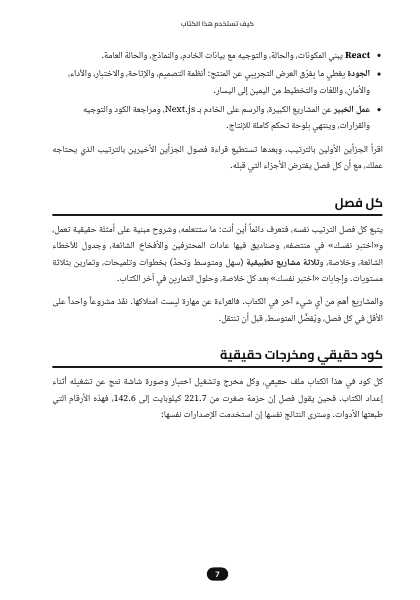 كيف تستخدم هذا الكتاب
• React يبني المكونات، والحالة، والتوجيه مع بيانات الخادم، والنماذج، والحالة العامة.
• الجودة يغطي ما يفرّق العرض التجريبي عن المنتج: أنظمة التصميم، والإتاحة، والاختبار، والأداء،
والأمان، واللغات والتخطيط من اليمين إلى اليسار.
• عمل الخبير عن المشاريع الكبيرة، والرسم على الخادم بـ Next.js، ومراجعة الكود والتوجيه
والقرارات، وينتهي بلوحة تحكم كاملة للإنتاج.
اقرأ الجزأين الأولين بالترتيب. وبعدها تستطيع قراءة فصول الجزأين الأخيرين بالترتيب الذي يحتاجه
عملك، مع أن كل فصل يفترض الأجزاء التي قبله.
كل فصل
يتبع كل فصل الترتيب نفسه، فتعرف دائماً أين أنت: ما ستتعلمه، وشروح مبنية على أمثلة حقيقية تعمل،
و«اختبر نفسك» في منتصفه، وصناديق فيها عادات المحترفين والأفخاخ الشائعة، وجدول للأخطاء
الشائعة، وخلاصة، وثلاثة مشاريع تطبيقية (سهل ومتوسط وتحدٍّ) بخطوات وتلميحات، وتمارين بثلاثة
مستويات. وإجابات «اختبر نفسك» بعد كل خلاصة، وحلول التمارين في آخر الكتاب.
والمشاريع أهم من أي شيء آخر في الكتاب. فالقراءة عن مهارة ليست امتلاكها. نفّذ مشروعاً واحداً على
الأقل في كل فصل، ويُفضَّل المتوسط، قبل أن تنتقل.
كود حقيقي ومخرجات حقيقية
كل كود في هذا الكتاب ملف حقيقي، وكل مخرج وتشغيل اختبار وصورة شاشة نتج عن تشغيله أثناء
إعداد الكتاب. فحين يقول فصل إن حزمة صغرت من 221.7 كيلوبايت إلى 142.6، فهذه الأرقام التي
طبعتها الأدوات. وسترى النتائج نفسها إن استخدمت الإصدارات نفسها:
7